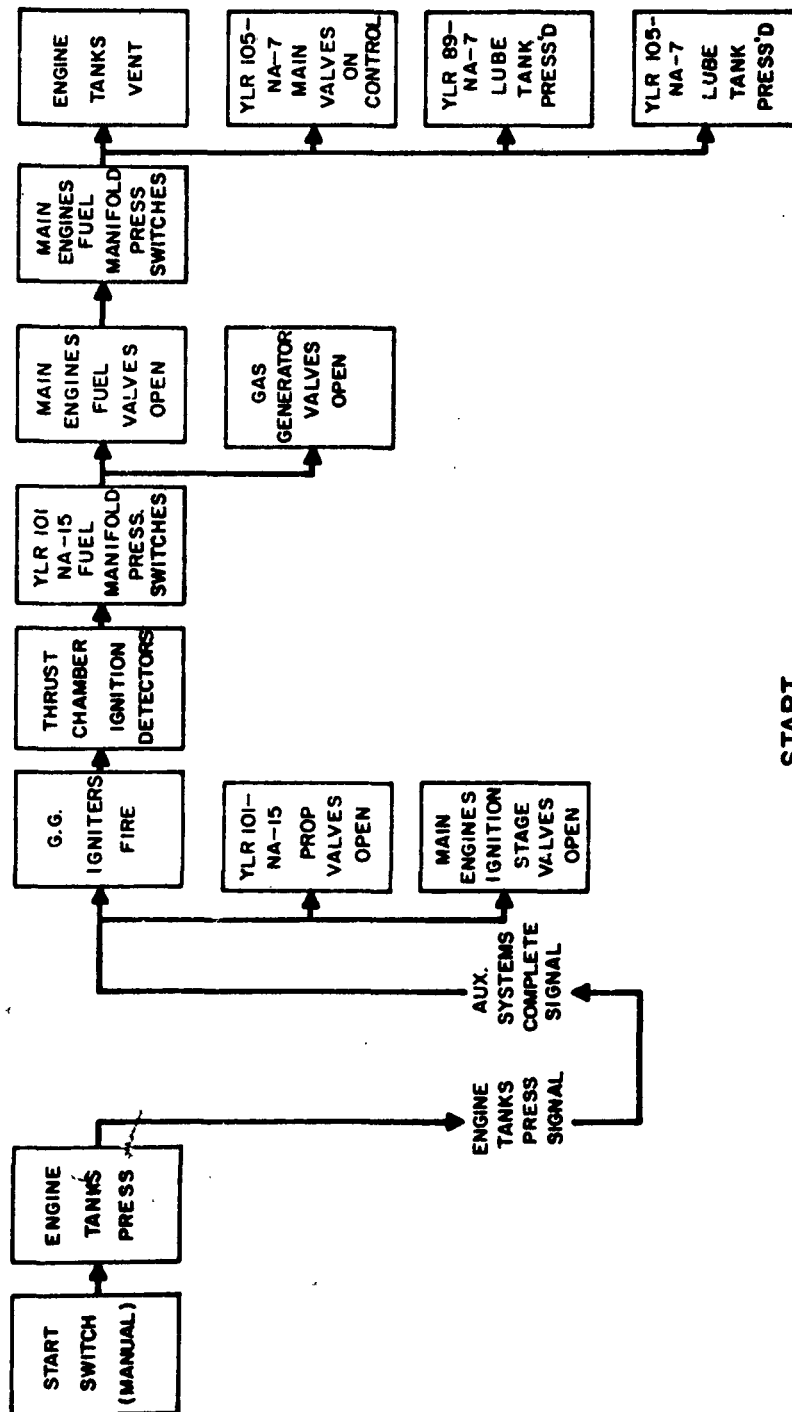 START
SWITCH
(MANUAL)
ENGINE
TANKS
PRESS
ENGINE
TANKS
PRESS
SIGNAL
AUX.
SYSTEMS
COMPLETE
SIGNAL
G.G.
IGNITERS
FIRE
YLR 101-
NA-15
PROP
VALVES
OPEN
MAIN
ENGINES
IGNITION
STAGE
VALVES
OPEN
THRUST
CHAMBER
IGNITION
DETECTORS
YLR 101
NA-15
FUEL
MANIFOLD
PRESS.
SWITCHES
MAIN
ENGINES
FUEL
VALVES
OPEN
GAS
GENERATOR
VALVES
OPEN
MAIN
ENGINES
FUEL
MANIFOLD
PRESS
SWITCHES
ENGINE
TANKS
VENT
YLR 105-
NA-7
MAIN
VALVES
ON
CONTROL
YLR 89-
NA-7
LUBE
TANK
PRESS'D
YLR 105-
NA-7
LUBE
TANK
PRESS'D
START